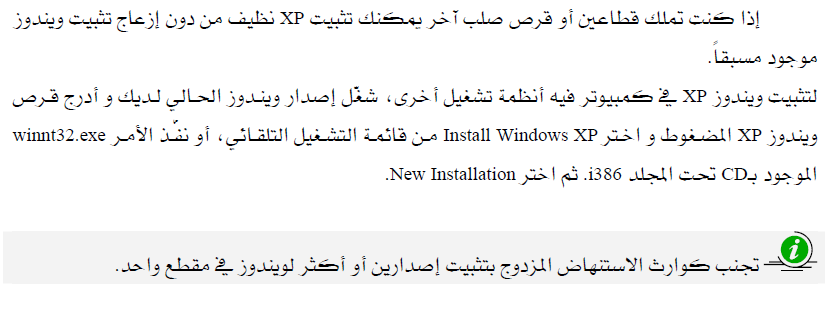 إذا كنت تملك قطاعين أو قرص صلب آخر يمكنك تثبيت XP نظيف من دون إزعاج تثبيت ويندوز
موجود مسبقاً.
لتثبيت ويندوز XP في كمبيوتر فيه أنظمة تشغيل أخرى، شغّل إصدار ويندوز الحالي لديك و أدرج قرص
ويندوز XP المضغوط و اختر Install Windows XP من قائمة التشغيل التلقائي، أو نفّذ الأمر winnt32.exe
الموجود بـCD تحت المجلد i386. ثم اختر New Installation.
تجنب كوارث الاستنهاض المزدوج بتثبيت إصدارين أو أكثر لويندوز في مقطع واحد.